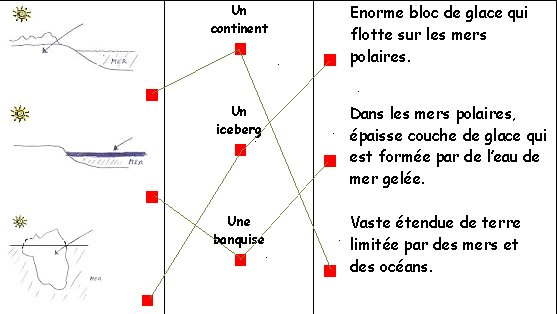 Un
continent
Enorme bloc de glace qui
flotte sur les mers
polaires.
MER
Un
iceberg
Dans les mers polaires,
épaisse couche de glace qui
est formée par de l'eau de
mer gelée.
MER
Une
banquise
Vaste étendue de terre
limitée par des mers et
des océans.
MER